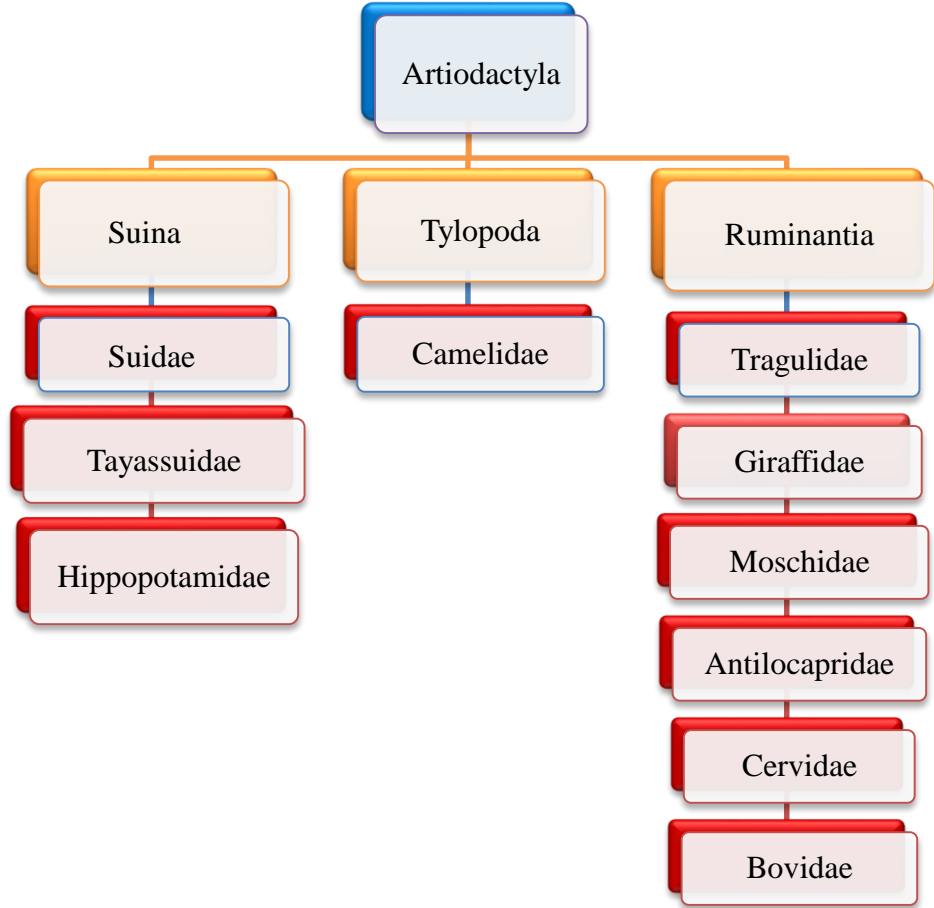 Artiodactyla
Suina
Tylopoda
Ruminantia
Suidae
Camelidae
Tragulidae
Tayassuidae
Giraffidae
Hippopotamidae
Moschidae
Antilocapridae
Cervidae
Bovidae